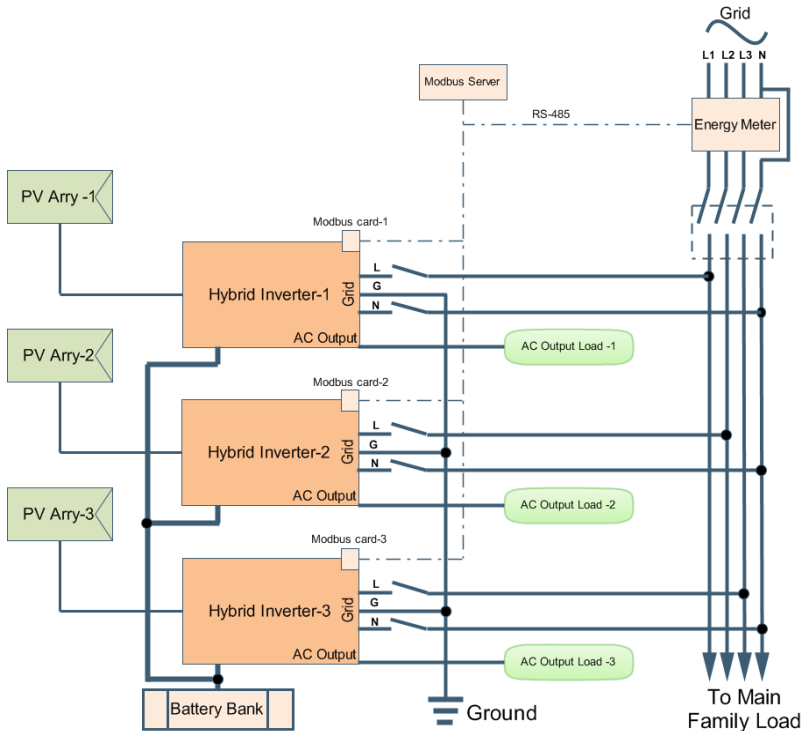 Grid
L1 L2 L3 N
Modbus Server
RS-485
Energy Meter
PV Arry -1
Modbus card-1
Hybrid Inverter-1
Grid
L
G
N
AC Output
AC Output Load -1
PV Arry-2
Modbus card-2
Hybrid Inverter-2
Grid
L
G
N
AC Output
AC Output Load -2
PV Arry-3
Modbus card-3
Hybrid Inverter-3
Grid
L
G
N
AC Output
AC Output Load -3
Battery Bank
Ground
To Main
Family Load